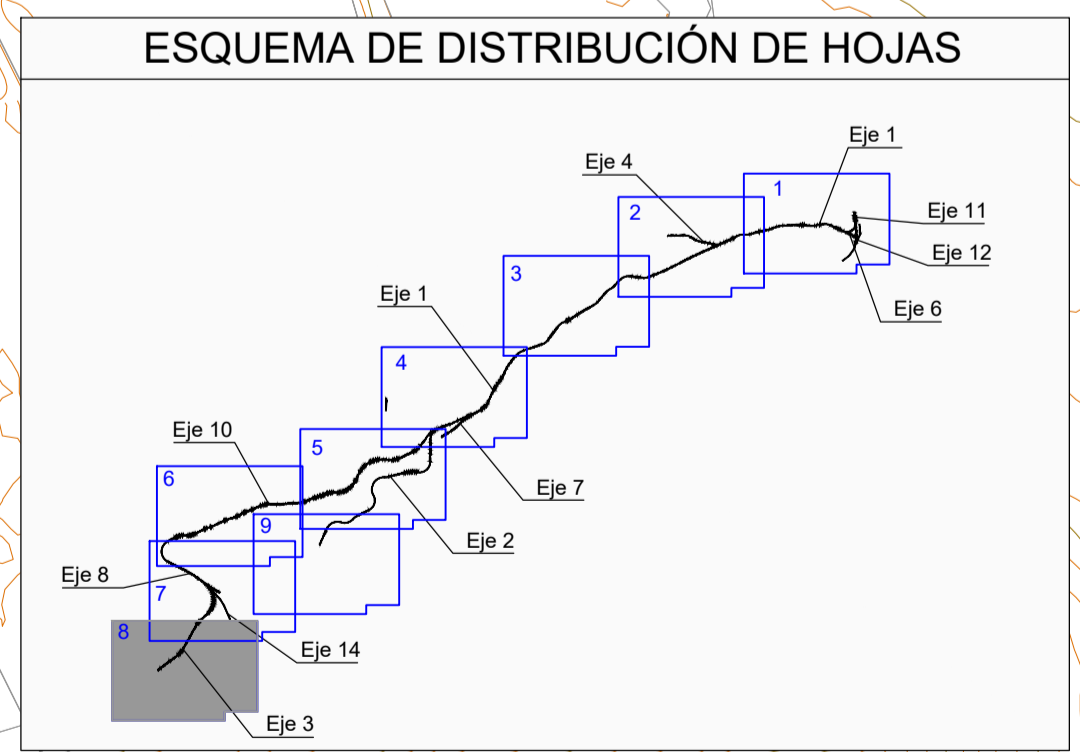 ESQUEMA DE DISTRIBUCIÓN DE HOJAS
Eje 1
Eje 4
1
2
Eje 11
Eje 12
3
Eje 1
Eje 6
4
Eje 10
5
6
Eje 7
9
Eje 2
Eje 8
7
8
Eje 14
Eje 3